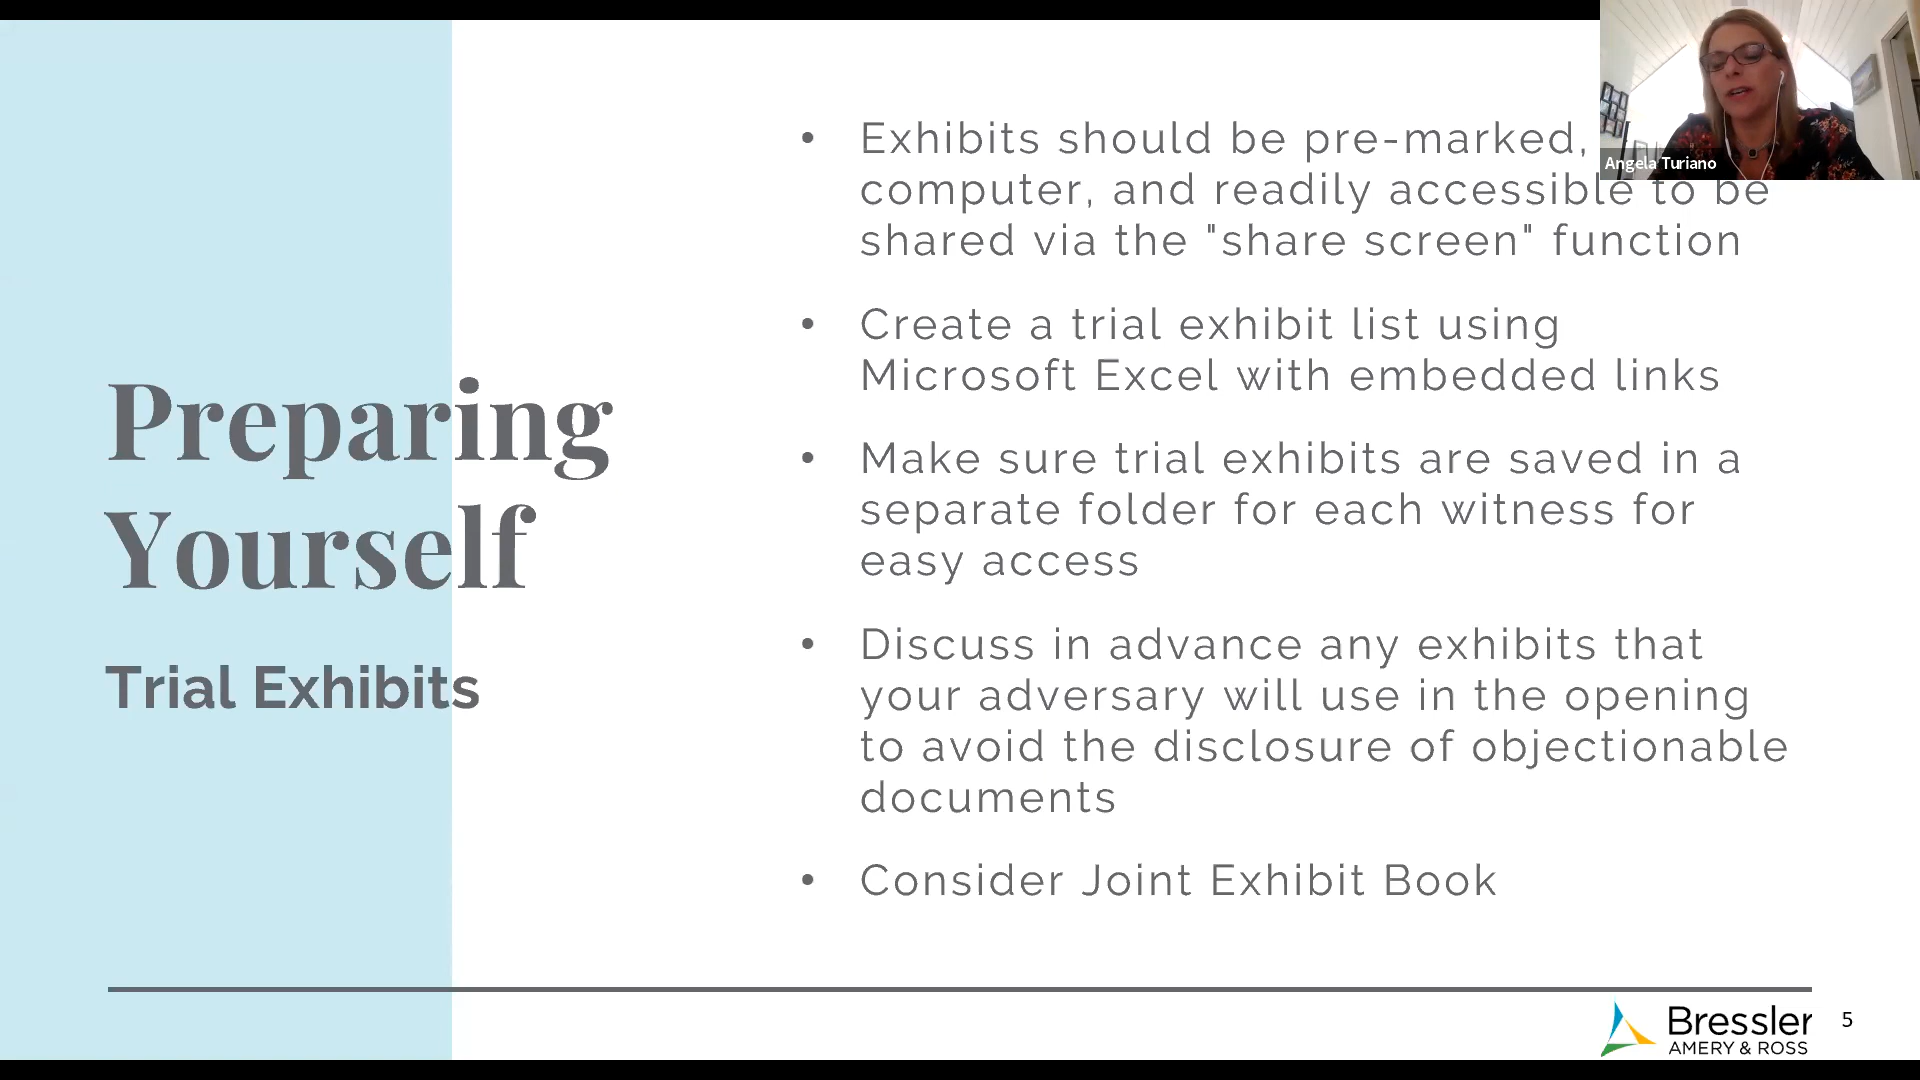 Preparing
Yourself
Trial Exhibits
• Exhibits should be pre-marked,
computer, and readily accessible to be
shared via the "share screen" function
• Create a trial exhibit list using
Microsoft Excel with embedded links
• Make sure trial exhibits are saved in a
separate folder for each witness for
easy access
• Discuss in advance any exhibits that
your adversary will use in the opening
to avoid the disclosure of objectionable
documents
• Consider Joint Exhibit Book
Angela Turiano
Bressler
AMERY & ROSS
5